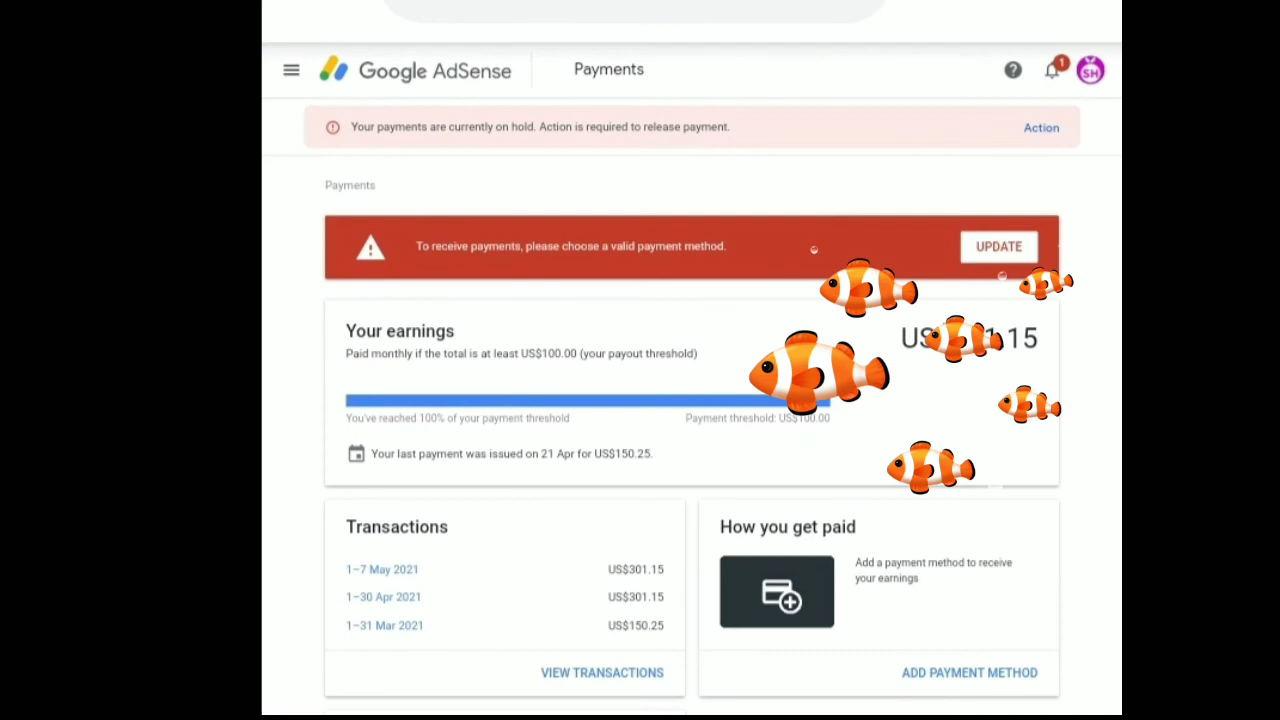 Google AdSense
Payments
1
SH
Your payments are currently on hold. Action is required to release payment.
Action
Payments
To receive payments, please choose a valid payment method.
UPDATE
Your earnings
Paid monthly if the total is at least US$100.00 (your payout threshold)
You've reached 100% of your payment threshold
Payment threshold: US$100.00
Your last payment was issued on 21 Apr for US$150.25.
Transactions
1–7 May 2021 US$301.15
1–30 Apr 2021 US$301.15
1–31 Mar 2021 US$150.25
VIEW TRANSACTIONS
How you get paid
Add a payment method to receive
your earnings
ADD PAYMENT METHOD